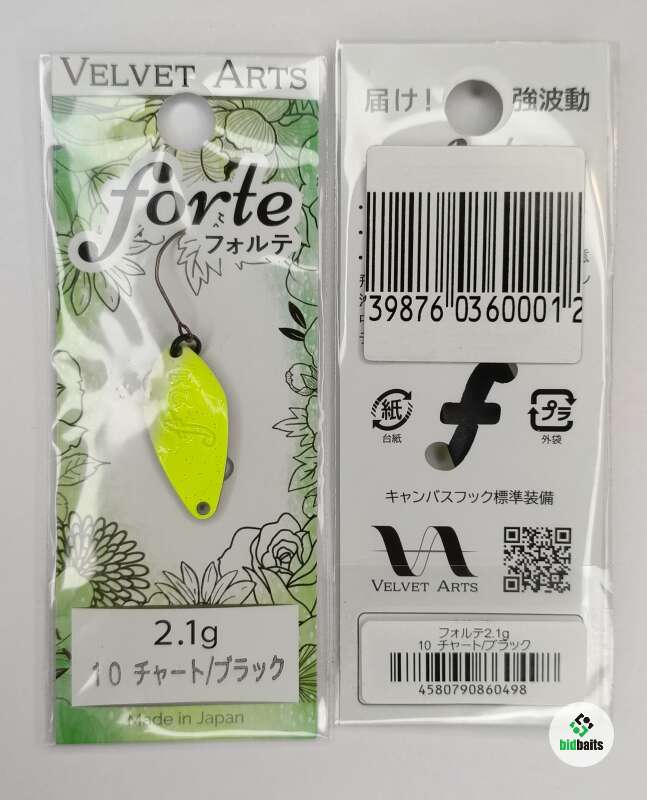 VELVET ARTS
forte
フォルテ
2.1g
10 チャート/ブラック
Made in Japan
届け! 強波動
39876 036000 12
紙
台紙
プラ
外袋
f
キャンバスフック標準装備
VELVET ARTS
フォルテ2.1g
10 チャート/ブラック
4580790860498
bidbaits